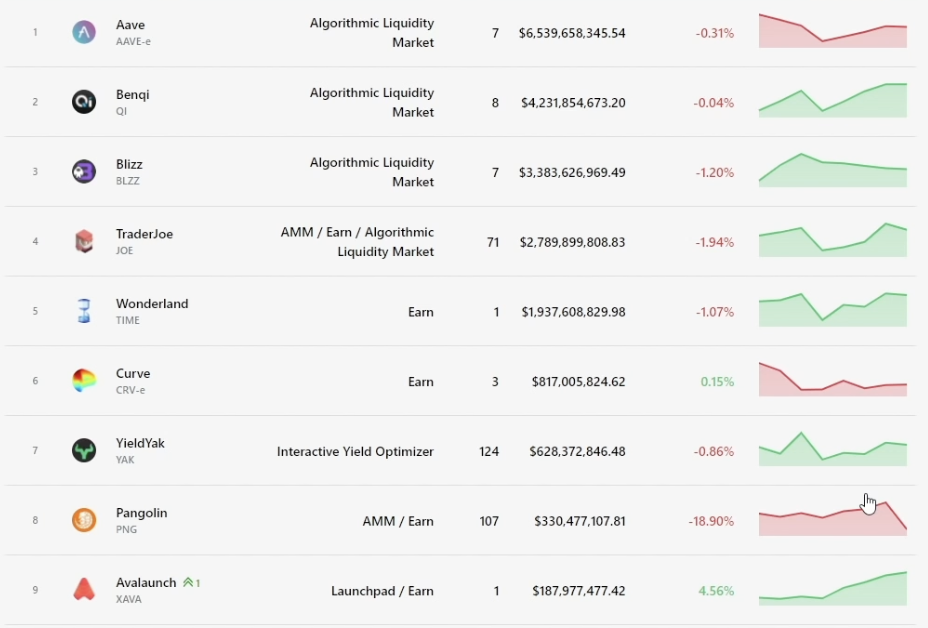 1 Aave Algorithmic Liquidity 7 $6,539,658,345.54 -0.31%
AAVE-e Market
2 Benqi Algorithmic Liquidity 8 $4,231,854,673.20 -0.04%
QI Market
3 Blizz Algorithmic Liquidity 7 $3,383,626,969.49 -1.20%
BLZZ Market
4 TraderJoe AMM / Earn / Algorithmic 71 $2,789,899,808.83 -1.94%
JOE Liquidity Market
5 Wonderland Earn 1 $1,937,608,829.98 -1.07%
TIME
6 Curve Earn 3 $817,005,824.62 0.15%
CRV-e
7 YieldYak Interactive Yield Optimizer 124 $628,372,846.48 -0.86%
YAK
8 Pangolin AMM / Earn 107 $330,477,107.81 -18.90%
PNG
9 Avalaunch 1 Launchpad / Earn 1 $187,977,477.42 4.56%
XAVA